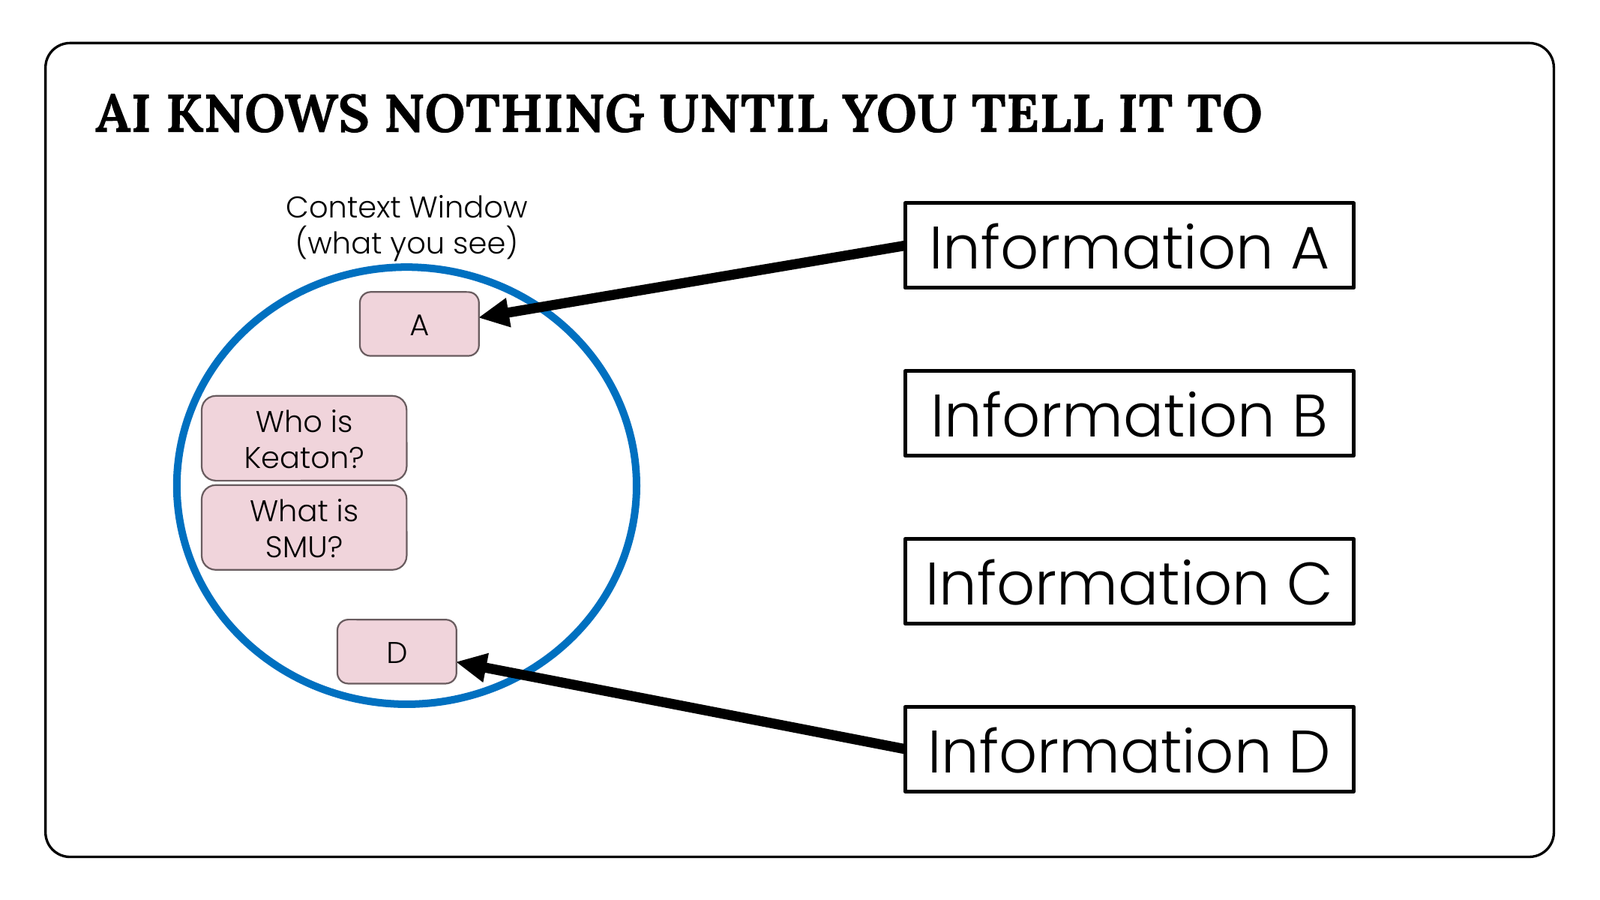 AI KNOWS NOTHING UNTIL YOU TELL IT TO
Context Window
(what you see)
A
Who is
Keaton?
What is
SMU?
D
Information A
Information B
Information C
Information D